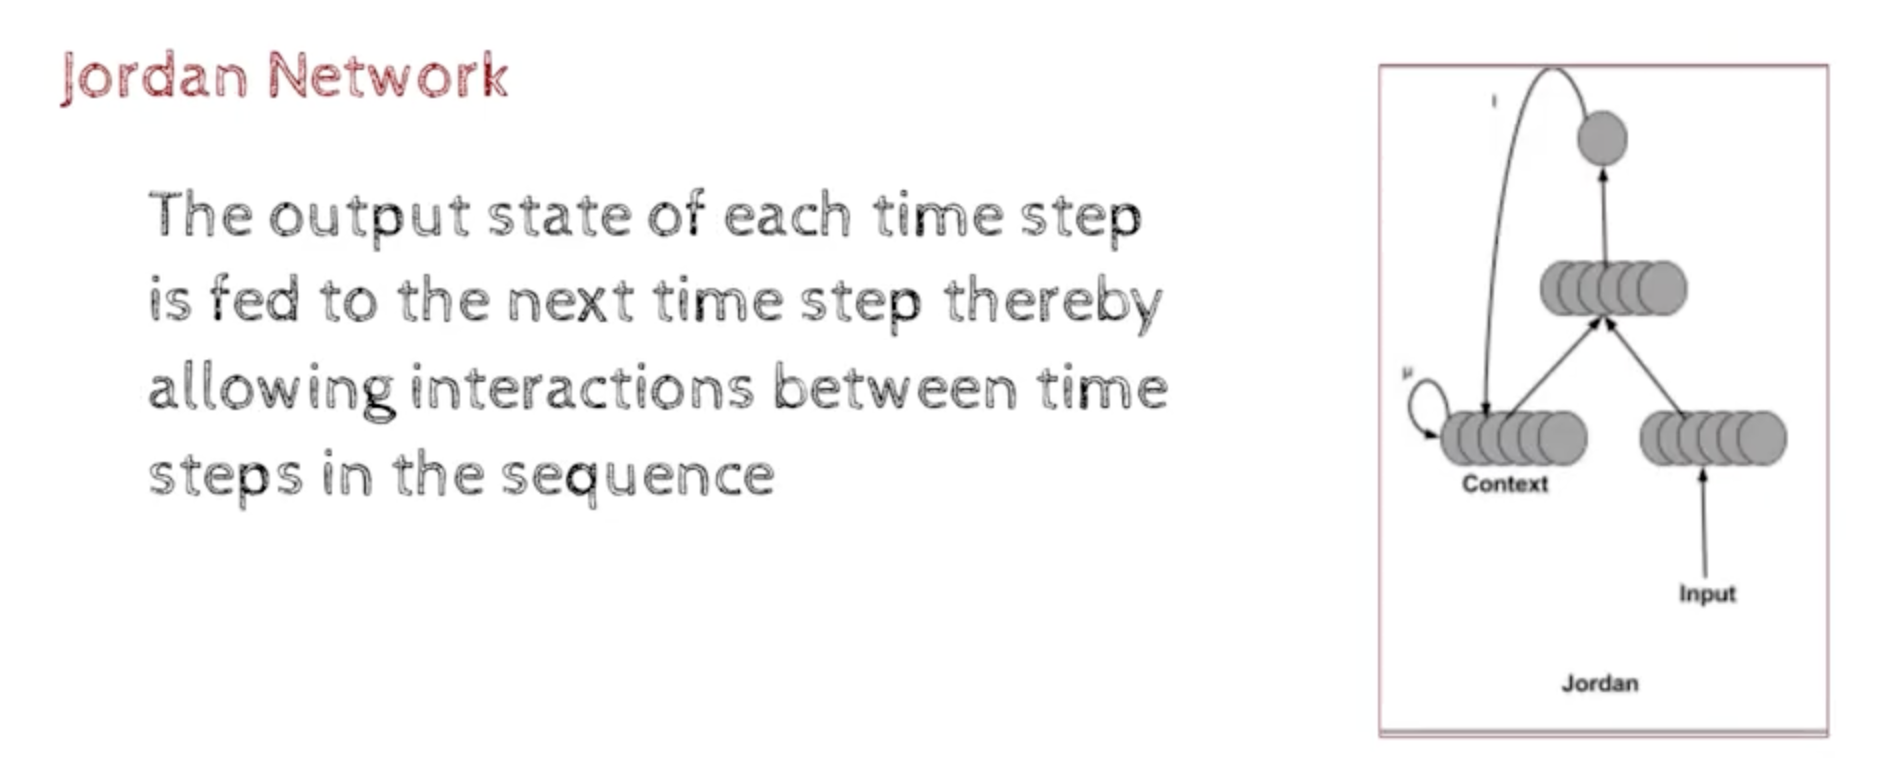 Jordan Network
The output state of each time step
is fed to the next time step thereby
allowing interactions between time
steps in the sequence
μ
Context
Input
Jordan